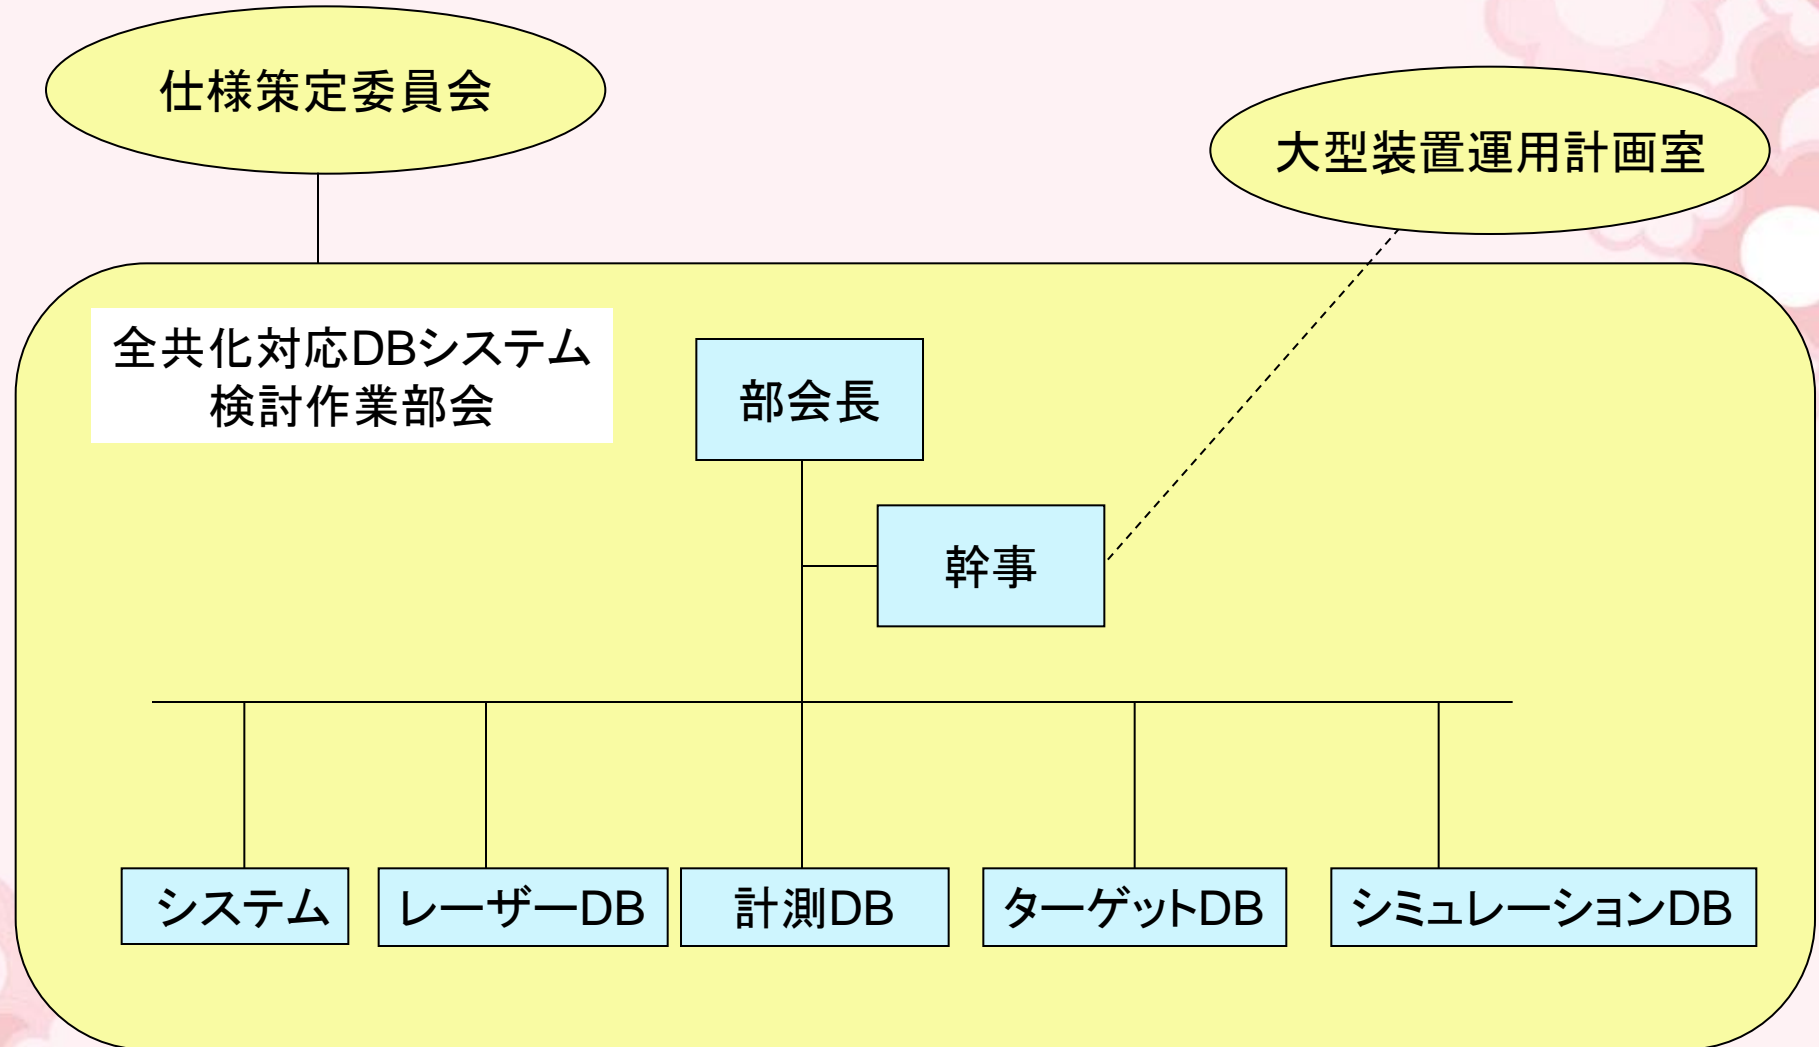 仕様策定委員会
大型装置運用計画室
全共化対応DBシステム
検討作業部会
部会長
幹事
システム
レーザーDB
計測DB
ターゲットDB
シミュレーションDB